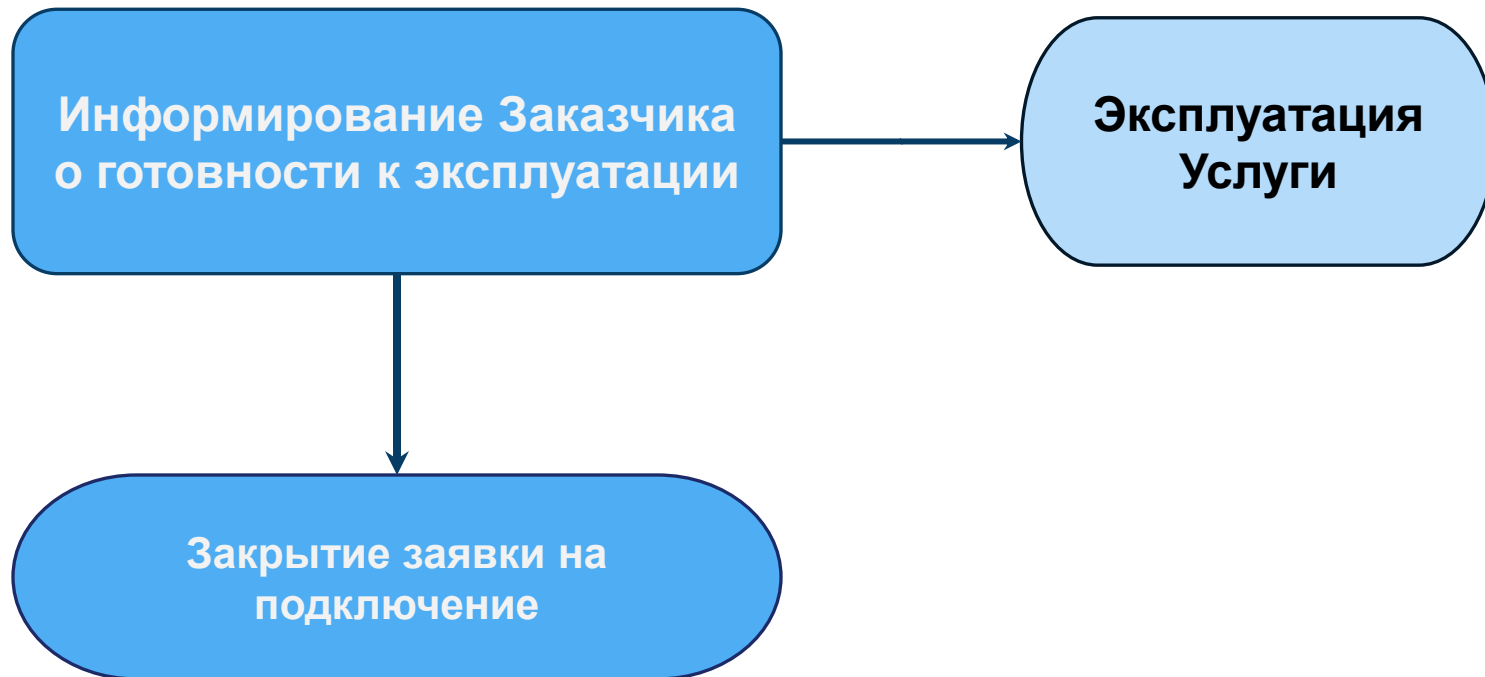 Информирование Заказчика
о готовности к эксплуатации
Эксплуатация
Услуги
Закрытие заявки на
подключение